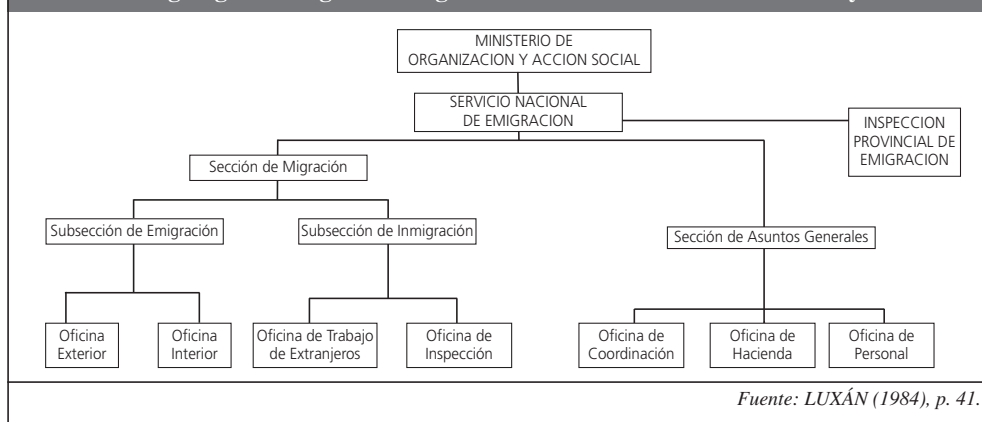 MINISTERIO DE
ORGANIZACION Y ACCION SOCIAL
SERVICIO NACIONAL
DE EMIGRACION
INSPECCION
PROVINCIAL DE
EMIGRACION
Sección de Migración
Subsección de Emigración
Subsección de Inmigración
Sección de Asuntos Generales
Oficina
Exterior
Oficina
Interior
Oficina de Trabajo
de Extranjeros
Oficina de
Inspección
Oficina de
Coordinación
Oficina de
Hacienda
Oficina de
Personal
Fuente: LUXÁN (1984), p. 41.